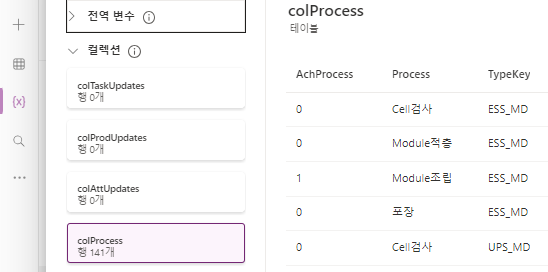 전역 변수
컬렉션
colTaskUpdates
행 0개
colProdUpdates
행 0개
colAttUpdates
행 0개
colProcess
행 141개
colProcess
테이블
AchProcess Process TypeKey
0 Cell검사 ESS_MD
0 Module적층 ESS_MD
1 Module조립 ESS_MD
0 포장 ESS_MD
0 Cell검사 UPS_MD